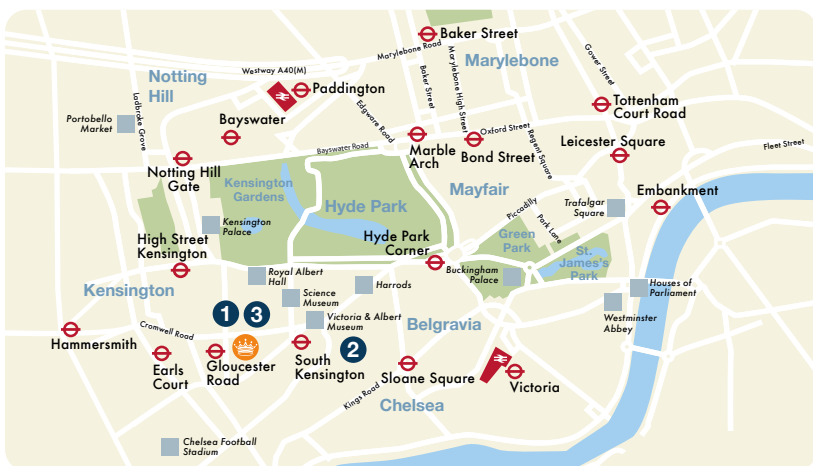 Baker Street
Marylebone Road
Marylebone
Notting
Hill
Westway A40(M)
Gower Street
Paddington
Baker Street
Marylebone High Street
Portobello
Market
Ladbroke Grove
Bayswater
Edgware Road
Tottenham
Court Road
Oxford Street
Regent Square
Leicester Square
Fleet Street
Bayswater Road
Marble
Arch
Bond Street
Notting Hill
Gate
Kensington
Gardens
Mayfair
Embankment
Hyde Park
Piccadilly
Park Lane
Trafalgar
Square
Kensington
Palace
Green
Park
High Street
Kensington
Hyde Park
Corner
St.
James's
Park
Buckingham
Palace
Royal Albert
Hall
Harrods
Houses of
Parliament
Kensington
Science
Museum
Westminster
Abbey
1
3
Victoria & Albert
Museum
Belgravia
Cromwell Road
Hammersmith
2
Earls
Court
Gloucester
Road
South
Kensington
Sloane Square
Victoria
Kings Road
Chelsea
Chelsea Football
Stadium